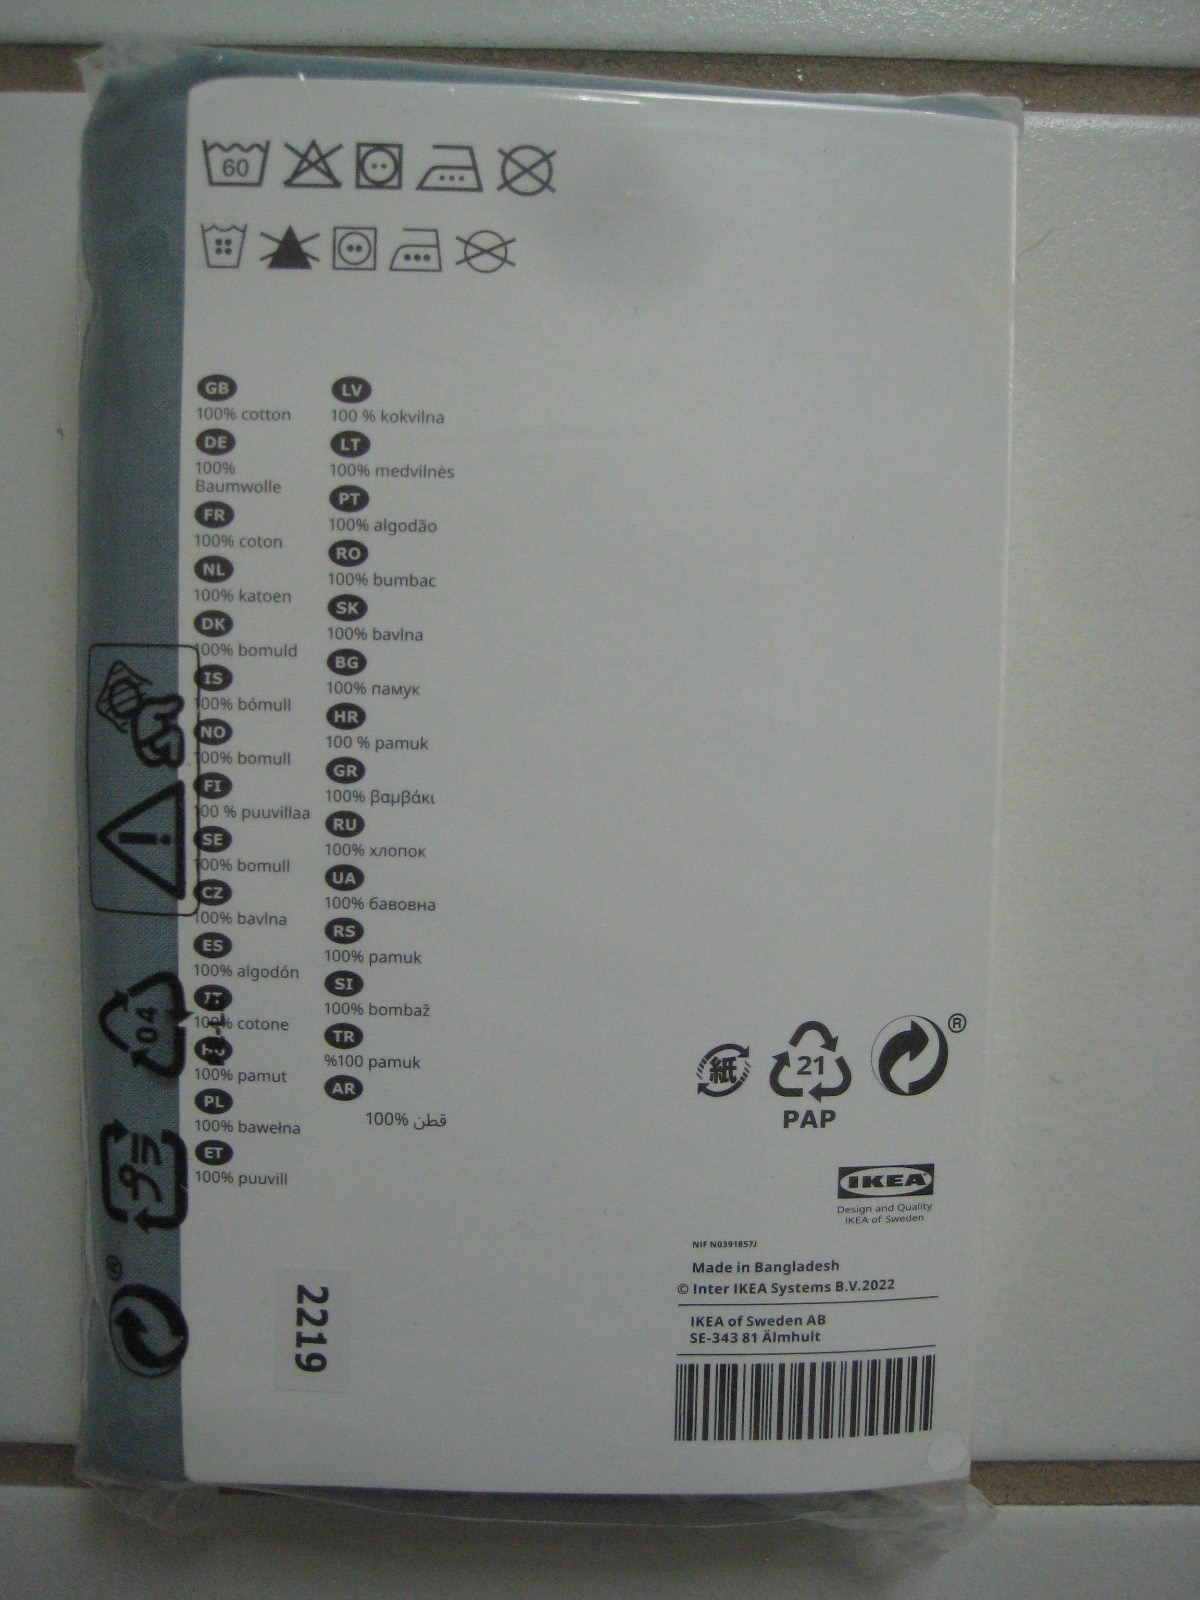 60
GB
100% cotton
DE
100%
Baumwolle
FR
100% coton
NL
100% katoen
DK
100% bomuld
IS
100% bómull
NO
100% bomull
FI
100 % puuvillaa
SE
100% bomull
CZ
100% bavlna
ES
100% algodón
IT
100% cotone
HU
100% pamut
PL
100% bawełna
ET
100% puuvill
LV
100 % kokvilna
LT
100% medvilnės
PT
100% algodão
RO
100% bumbac
SK
100% bavlna
BG
100% памук
HR
100 % pamuk
GR
100% βαμβάκι
RU
100% хлопок
UA
100% бавовна
RS
100% pamuk
SI
100% bombaž
TR
%100 pamuk
AR
100% قطن
04
2219
紙
21
PAP
®
IKEA
Design and Quality
IKEA of Sweden
NIF N0391857J
Made in Bangladesh
© Inter IKEA Systems B.V.2022
IKEA of Sweden AB
SE-343 81 Älmhult